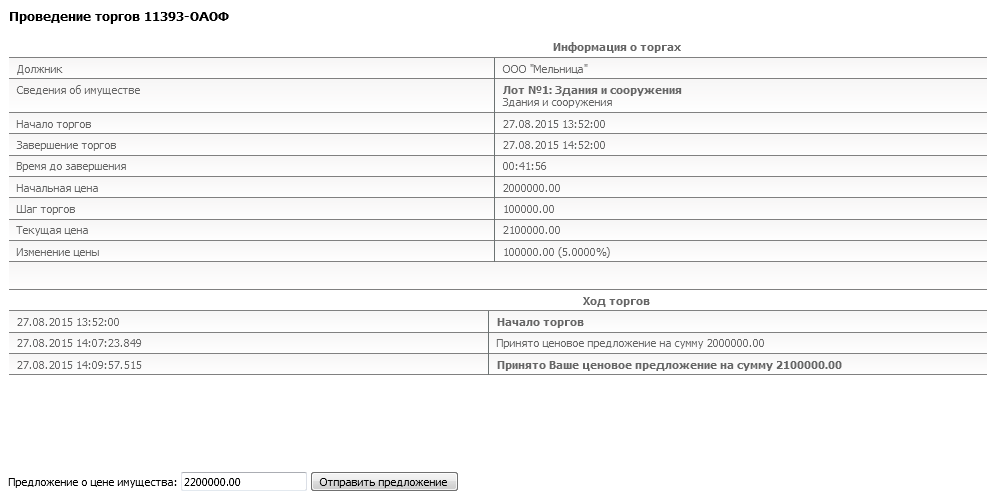 Проведение торгов 11393-ОАОФ
Информация о торгах
Должник ООО "Мельница"
Сведения об имуществе Лот №1: Здания и сооружения
Здания и сооружения
Начало торгов 27.08.2015 13:52:00
Завершение торгов 27.08.2015 14:52:00
Время до завершения 00:41:56
Начальная цена 2000000.00
Шаг торгов 100000.00
Текущая цена 2100000.00
Изменение цены 100000.00 (5.0000%)
Ход торгов
27.08.2015 13:52:00 Начало торгов
27.08.2015 14:07:23.849 Принято ценовое предложение на сумму 2000000.00
27.08.2015 14:09:57.515 Принято Ваше ценовое предложение на сумму 2100000.00
Предложение о цене имущества: 2200000.00 Отправить предложение